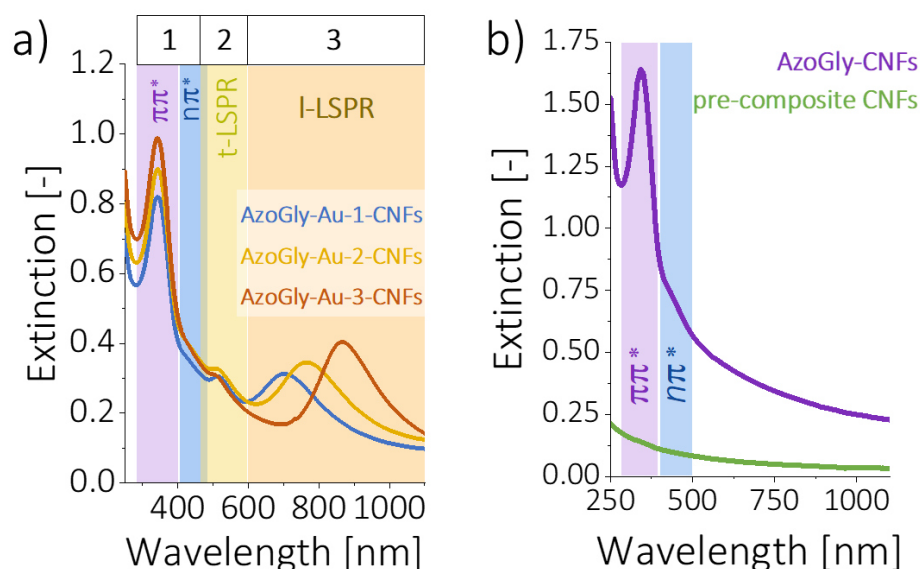 a)
1 2 3
ππ*
nπ*
t-LSPR
l-LSPR
AzoGly-Au-1-CNFs
AzoGly-Au-2-CNFs
AzoGly-Au-3-CNFs
Extinction [-]
1.2
1.0
0.8
0.6
0.4
0.2
0.0
400 600 800 1000
Wavelength [nm]
b)
AzoGly-CNFs
pre-composite CNFs
ππ*
nπ*
Extinction [-]
1.75
1.50
1.25
1.00
0.75
0.50
0.25
0.00
250 500 750 1000
Wavelength [nm]